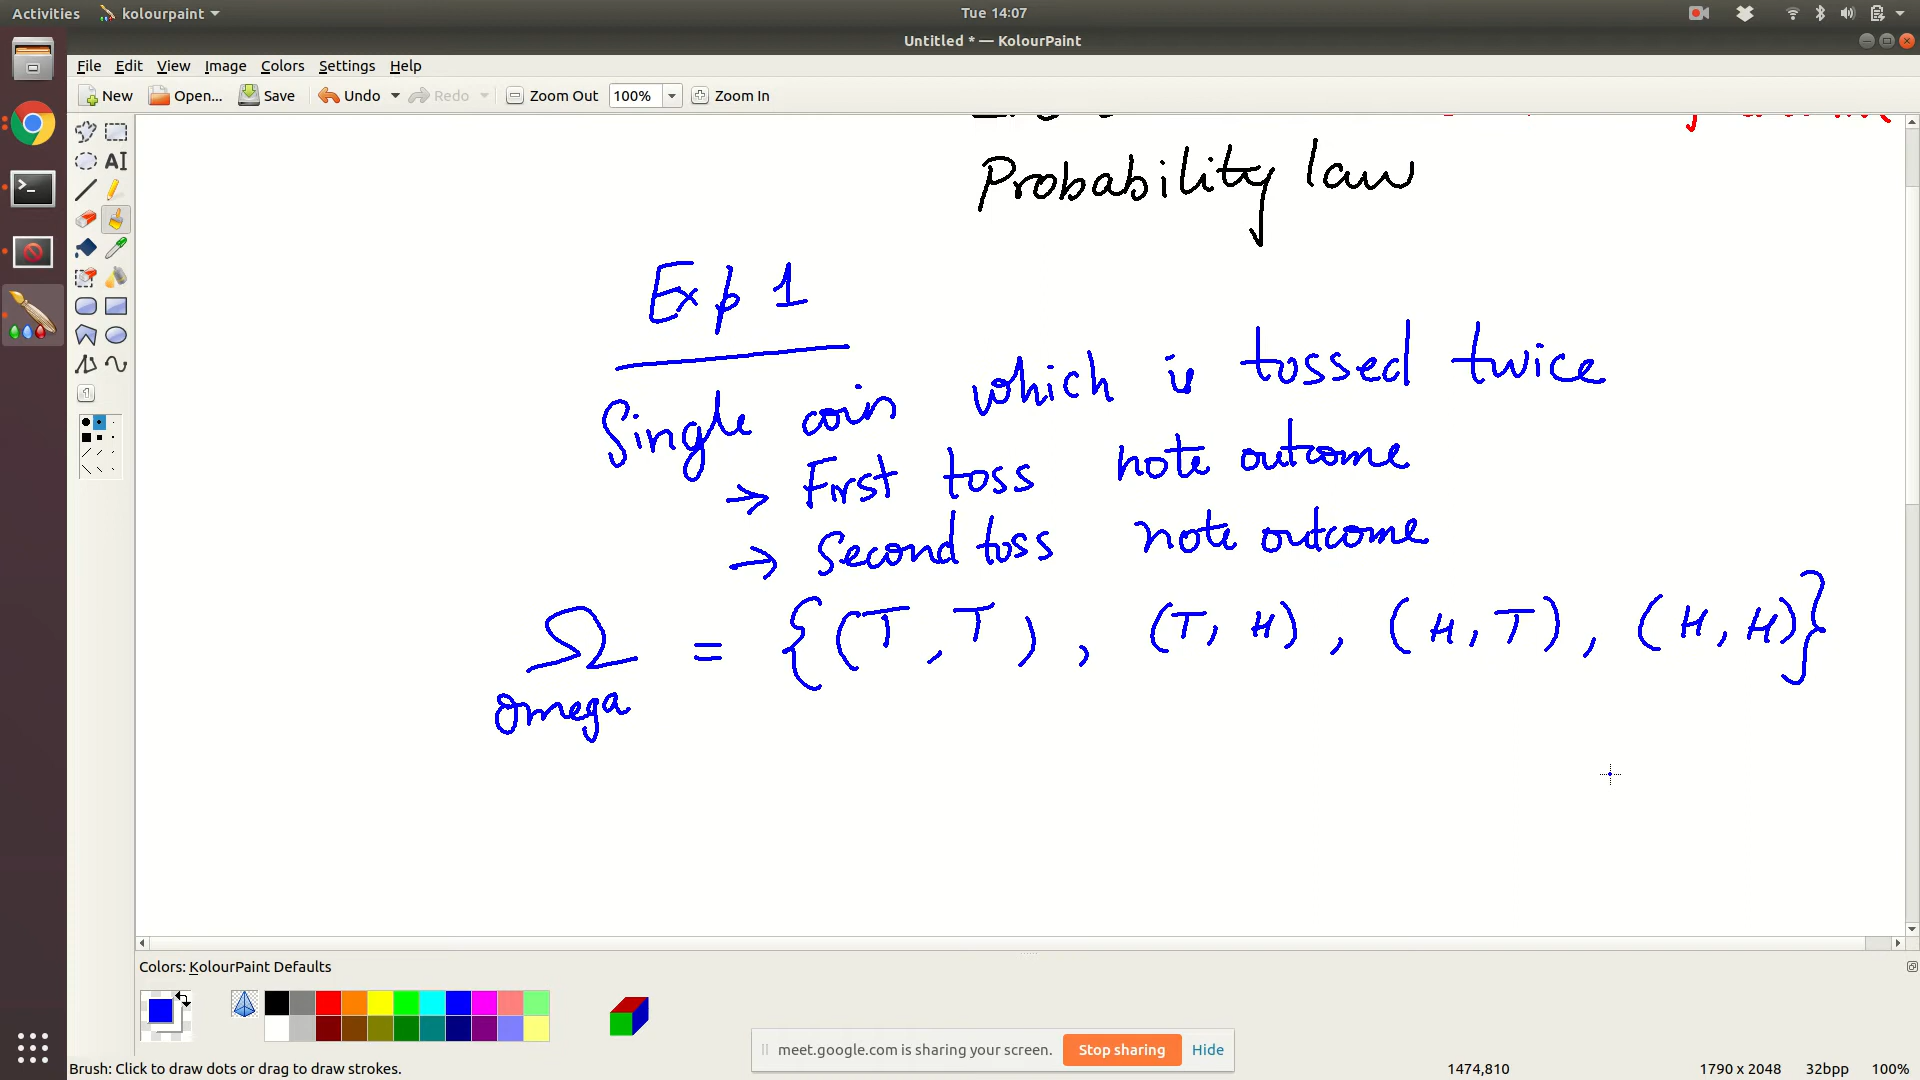 Activities kolourpaint Tue 14:07
Untitled * — KolourPaint
File Edit View Image Colors Settings Help
New Open... Save Undo Redo Zoom Out 100% Zoom In
Probability law
Exp 1
Single coin which is tossed twice
→ First toss note outcome
→ Second toss note outcome
Ω = {(T, T), (T, H), (H, T), (H, H)}
omega
Colors: KolourPaint Defaults
meet.google.com is sharing your screen. Stop sharing Hide
Brush: Click to draw dots or drag to draw strokes. 1474,810 1790 x 2048 32bpp 100%